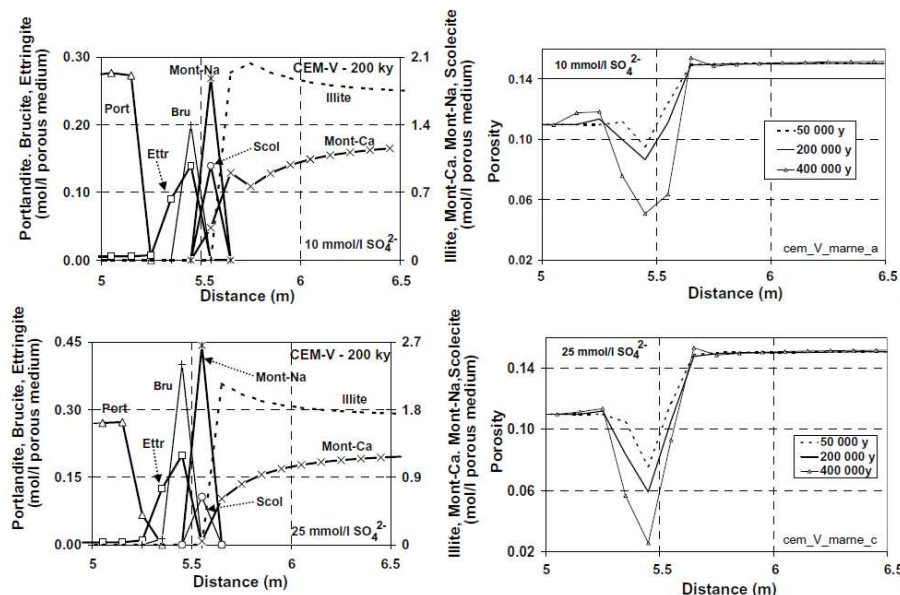 Portlandite. Brucite, Ettringite
(mol/l porous medium)
0.30
0.20
0.10
0.00
CEM-V - 200 ky
Mont-Na
Port
Bru
Ettr
Scol
Illite
Mont-Ca
10 mmol/l SO₄²⁻
2.1
1.4
0.7
0
5
5.5
6
6.5
Distance (m)
Illite, Mont-Ca. Mont-Na, Scolecite
(mol/l porous medium)
Porosity
0.14
0.10
0.06
0.02
10 mmol/l SO₄²⁻
50 000 y
200 000 y
400 000 y
cem_V_marne_a
5
5.5
6
6.5
Distance (m)
Portlandite, Brucite, Ettringite
(mol/l porous medium)
0.45
0.30
0.15
0.00
CEM-V - 200 ky
Mont-Na
Bru
Port
Ettr
Illite
Mont-Ca
Scol
25 mmol/l SO₄²⁻
2.7
1.8
0.9
0
5
5.5
6
6.5
Distance (m)
Illite, Mont-Ca. Mont-Na,Scolecite
(mol/l porous medium)
Porosity
0.14
0.10
0.06
0.02
25 mmol/l SO₄²⁻
50 000 y
200 000 y
400 000y
cem_V_marne_c
5
5.5
6
6.5
Distance (m)